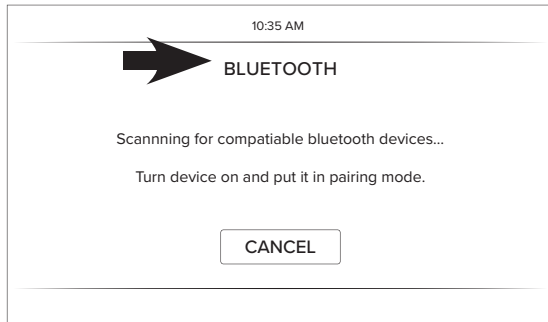 10:35 AM
BLUETOOTH
Scannning for compatiable bluetooth devices...
Turn device on and put it in pairing mode.
CANCEL